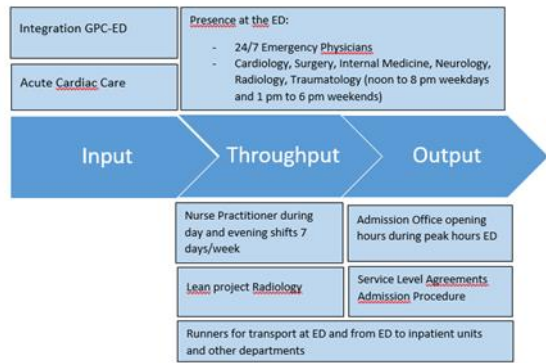 Integration GPC-ED
Acute Cardiac Care
Presence at the ED:
- 24/7 Emergency Physicians
- Cardiology, Surgery, Internal Medicine, Neurology,
Radiology, Traumatology (noon to 8 pm weekdays
and 1 pm to 6 pm weekends)
Input
Throughput
Output
Nurse Practitioner during
day and evening shifts 7
days/week
Admission Office opening
hours during peak hours ED
Lean project Radiology
Service Level Agreements
Admission Procedure
Runners for transport at ED and from ED to inpatient units
and other departments